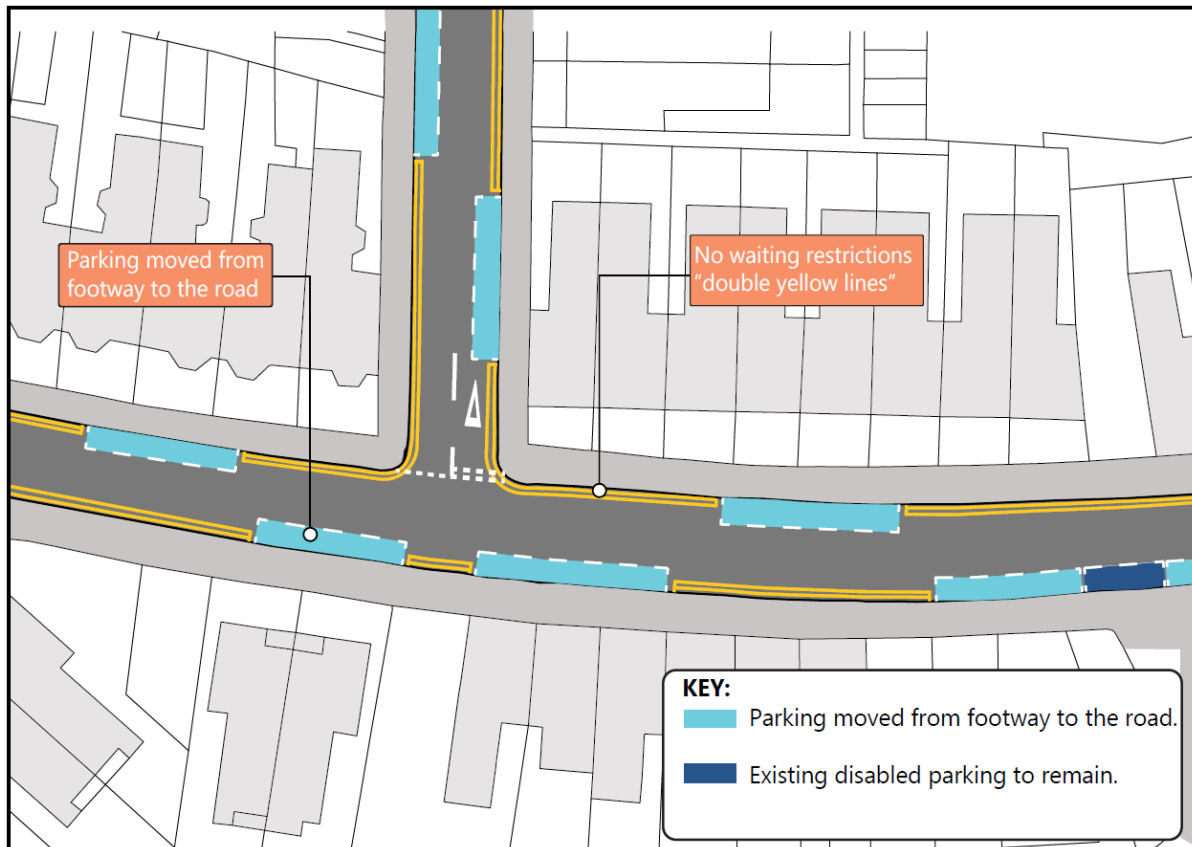 Parking moved from
footway to the road
No waiting restrictions
“double yellow lines”
KEY:
Parking moved from footway to the road.
Existing disabled parking to remain.